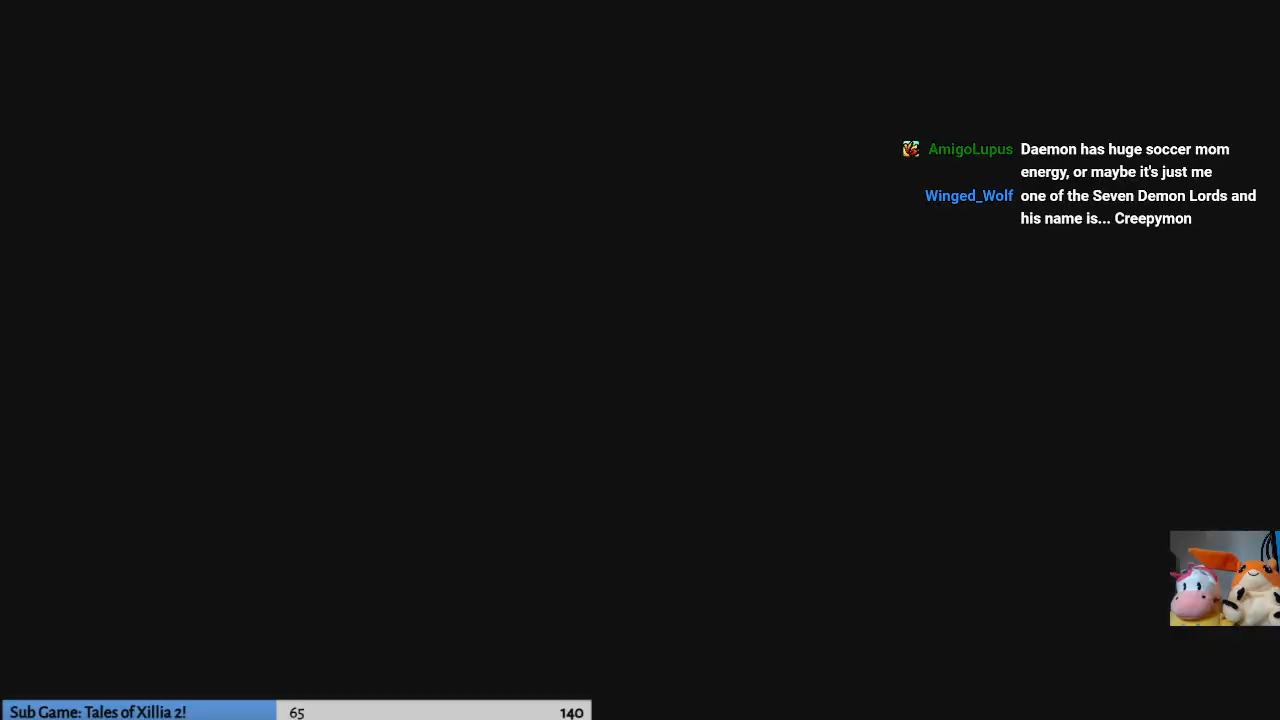 AmigoLupus Daemon has huge soccer mom
energy, or maybe it's just me
Winged_Wolf one of the Seven Demon Lords and
his name is... Creepymon
Sub Game: Tales of Xillia 2! 65 140